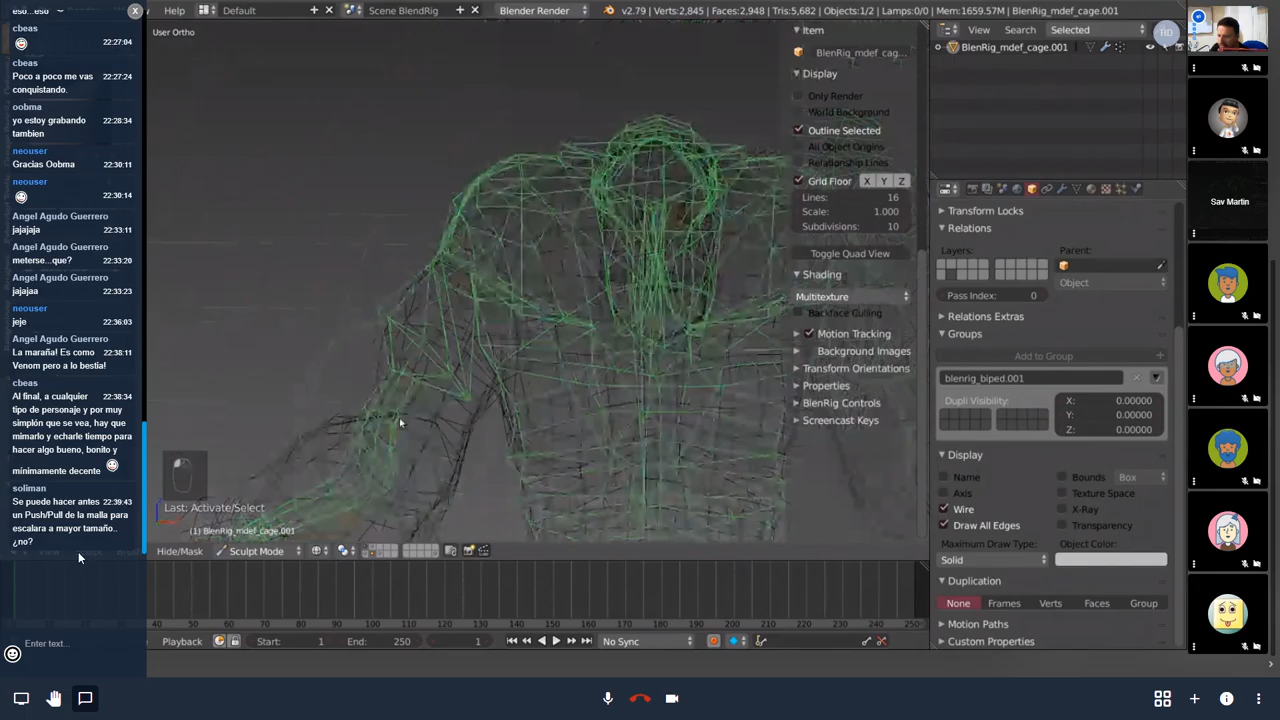 eso...eso
cbeas
22:27:04
cbeas
Poco a poco me vas
conquistando.
22:27:24
oobma
yo estoy grabando
tambien
22:28:34
neouser
Gracias Oobma
22:30:11
neouser
22:30:14
Angel Agudo Guerrero
jajajaja
22:33:11
Angel Agudo Guerrero
meterse...que?
22:33:20
Angel Agudo Guerrero
jajajaa
22:33:23
neouser
jeje
22:36:03
Angel Agudo Guerrero
La maraña! Es como
Venom pero a lo bestia!
22:38:11
cbeas
Al final, a cualquier
22:38:34
tipo de personaje y por muy
simplón que se vea, hay que
mimarlo y echarle tiempo para
hacer algo bueno, bonito y
mínimamente decente
soliman
Se puede hacer antes
22:39:43
un Push/Pull de la malla para
escalara a mayor tamaño..
¿no?
Enter text...
Help
Default
Scene BlendRig
Blender Render
v2.79 | Verts:2,845 | Faces:2,948 | Tris:5,682 | Objects:1/2 | Lamps:0/0 | Mem:1659.57M | BlenRig_mdef_cage.001
User Ortho
Last: Activate/Select
(1) BlenRig_mdef_cage.001
Hide/Mask
Sculpt Mode
Item
BlenRig_mdef_cag...
Display
Only Render
World Background
Outline Selected
All Object Origins
Relationship Lines
Grid Floor
X Y Z
Lines: 16
Scale: 1.000
Subdivisions: 10
Toggle Quad View
Shading
Multitexture
Backface Culling
Motion Tracking
Background Images
Transform Orientations
Properties
BlenRig Controls
Screencast Keys
40 60 80 100 120 140 160 180 200 220 250
Playback
Start: 1
End: 250
1
No Sync
View
Search
Selected
BlenRig_mdef_cage.001
Transform Locks
Relations
Layers:
Parent:
Object
Pass Index: 0
Relations Extras
Groups
Add to Group
blenrig_biped.001
Dupli Visibility:
X: 0.00000
Y: 0.00000
Z: 0.00000
Display
Name
Bounds
Box
Axis
Texture Space
Wire
X-Ray
Draw All Edges
Transparency
Maximum Draw Type:
Object Color:
Solid
Duplication
None
Frames
Verts
Faces
Group
Motion Paths
Custom Properties
Sav Martin